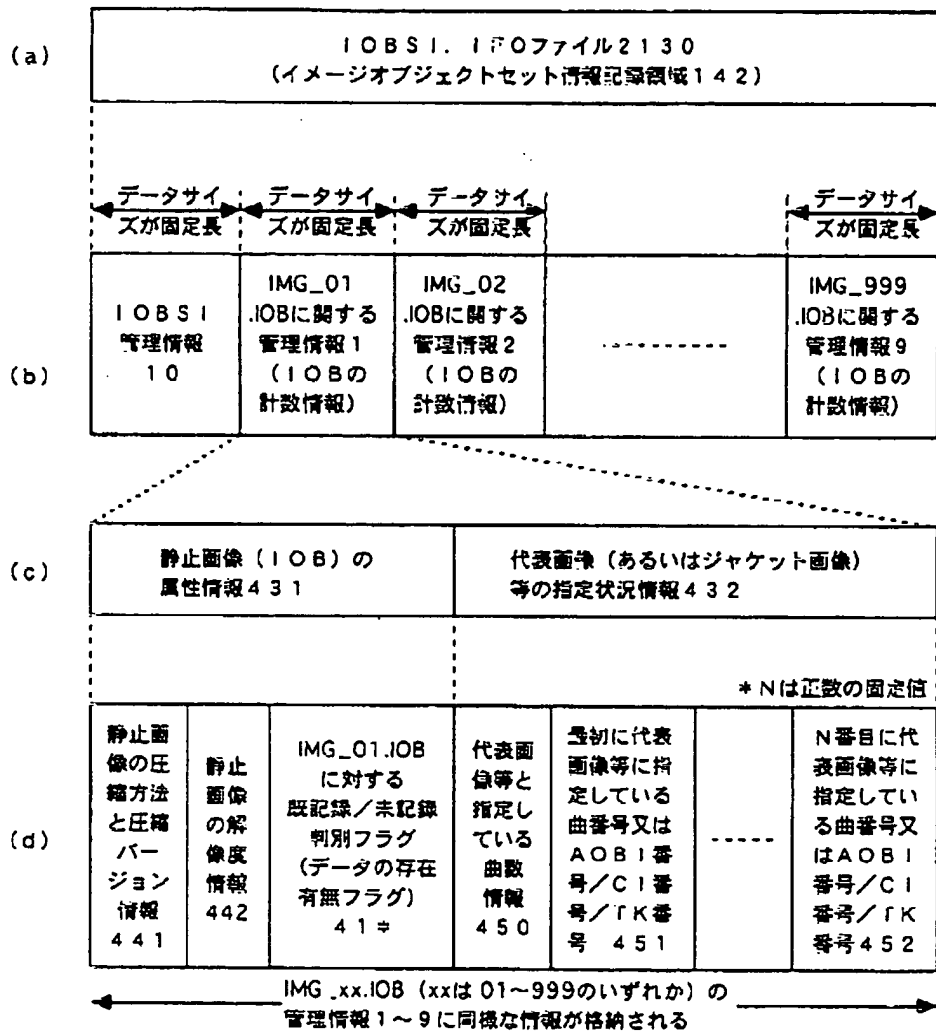 (a)
IOBSI. IFOファイル2130
(イメージオブジェクトセット情報記録領域142)
データサイ
ズが固定長
データサイ
ズが固定長
データサイ
ズが固定長
データサイ
ズが固定長
(b)
IOBSI
管理情報
10
IMG_01
.IOBに関する
管理情報1
(IOBの
計数情報)
IMG_02
.IOBに関する
管理情報2
(IOBの
計数情報)
IMG_999
.IOBに関する
管理情報9
(IOBの
計数情報)
(c)
静止画像(IOB)の
属性情報431
代表画像(あるいはジャケット画像)
等の指定状況情報432
*Nは正数の固定値
(d)
静止画
像の圧
縮方法
と圧縮
バー
ジョン
情報
441
静止
画像
の解
像度
情報
442
IMG_01.IOB
に対する
既記録/未記録
判別フラグ
(データの存在
有無フラグ)
代表画
像等と
指定し
ている
曲数
情報
450
最初に代表
画像等に指
定している
曲番号又は
AOBI番
号/CI番
号/TK番
号 451
N番目に代
表画像等に
指定してい
る曲番号又
はAOBI
番号/CI
番号/TK
番号452
IMG_xx.IOB(xxは01~999のいずれか)の
管理情報1~9に同様な情報が格納される